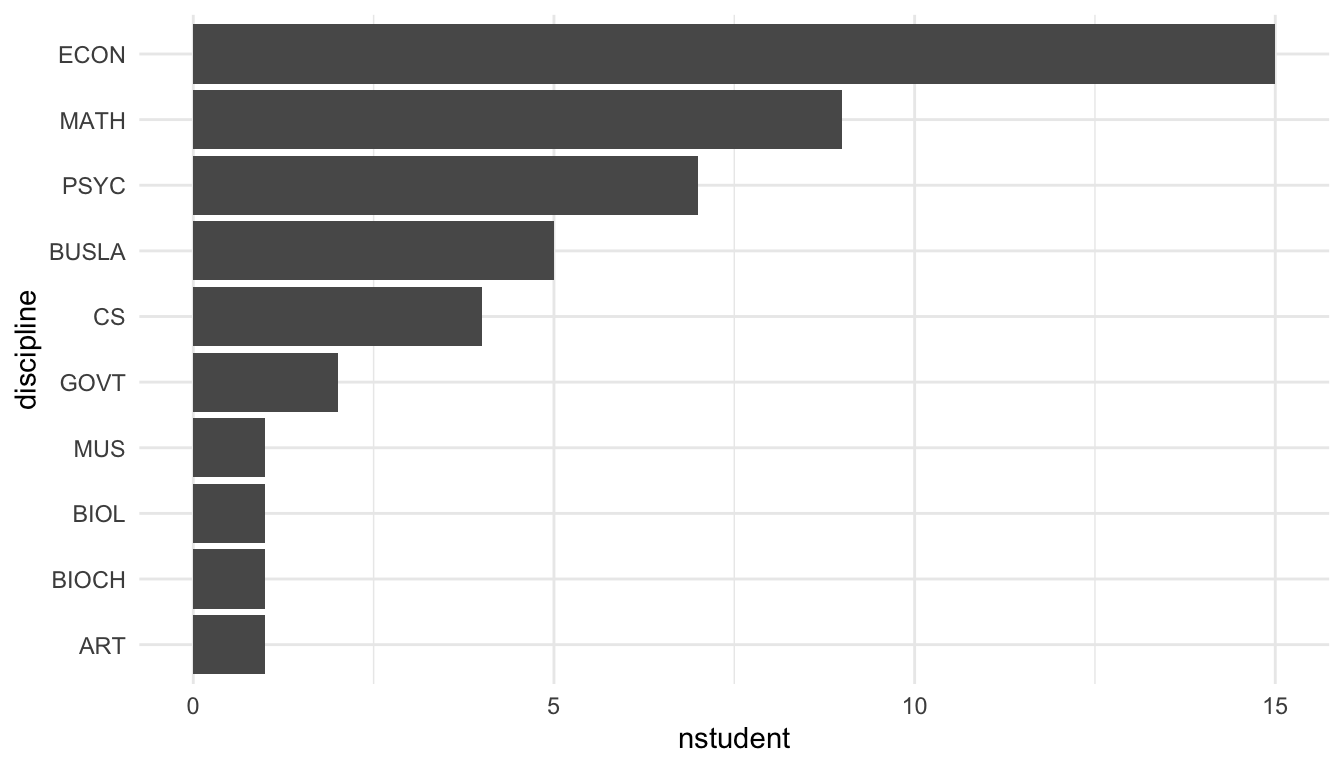 ECON
MATH
PSYC
BUSLA
CS
GOVT
MUS
BIOL
BIOCH
ART
discipline
0 5 10 15
nstudent